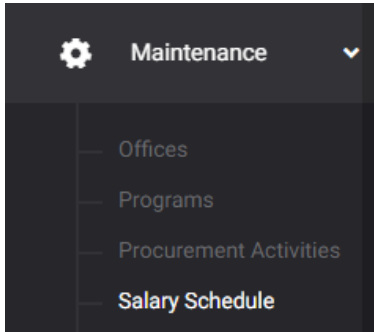 Maintenance
Offices
Programs
Procurement Activities
Salary Schedule